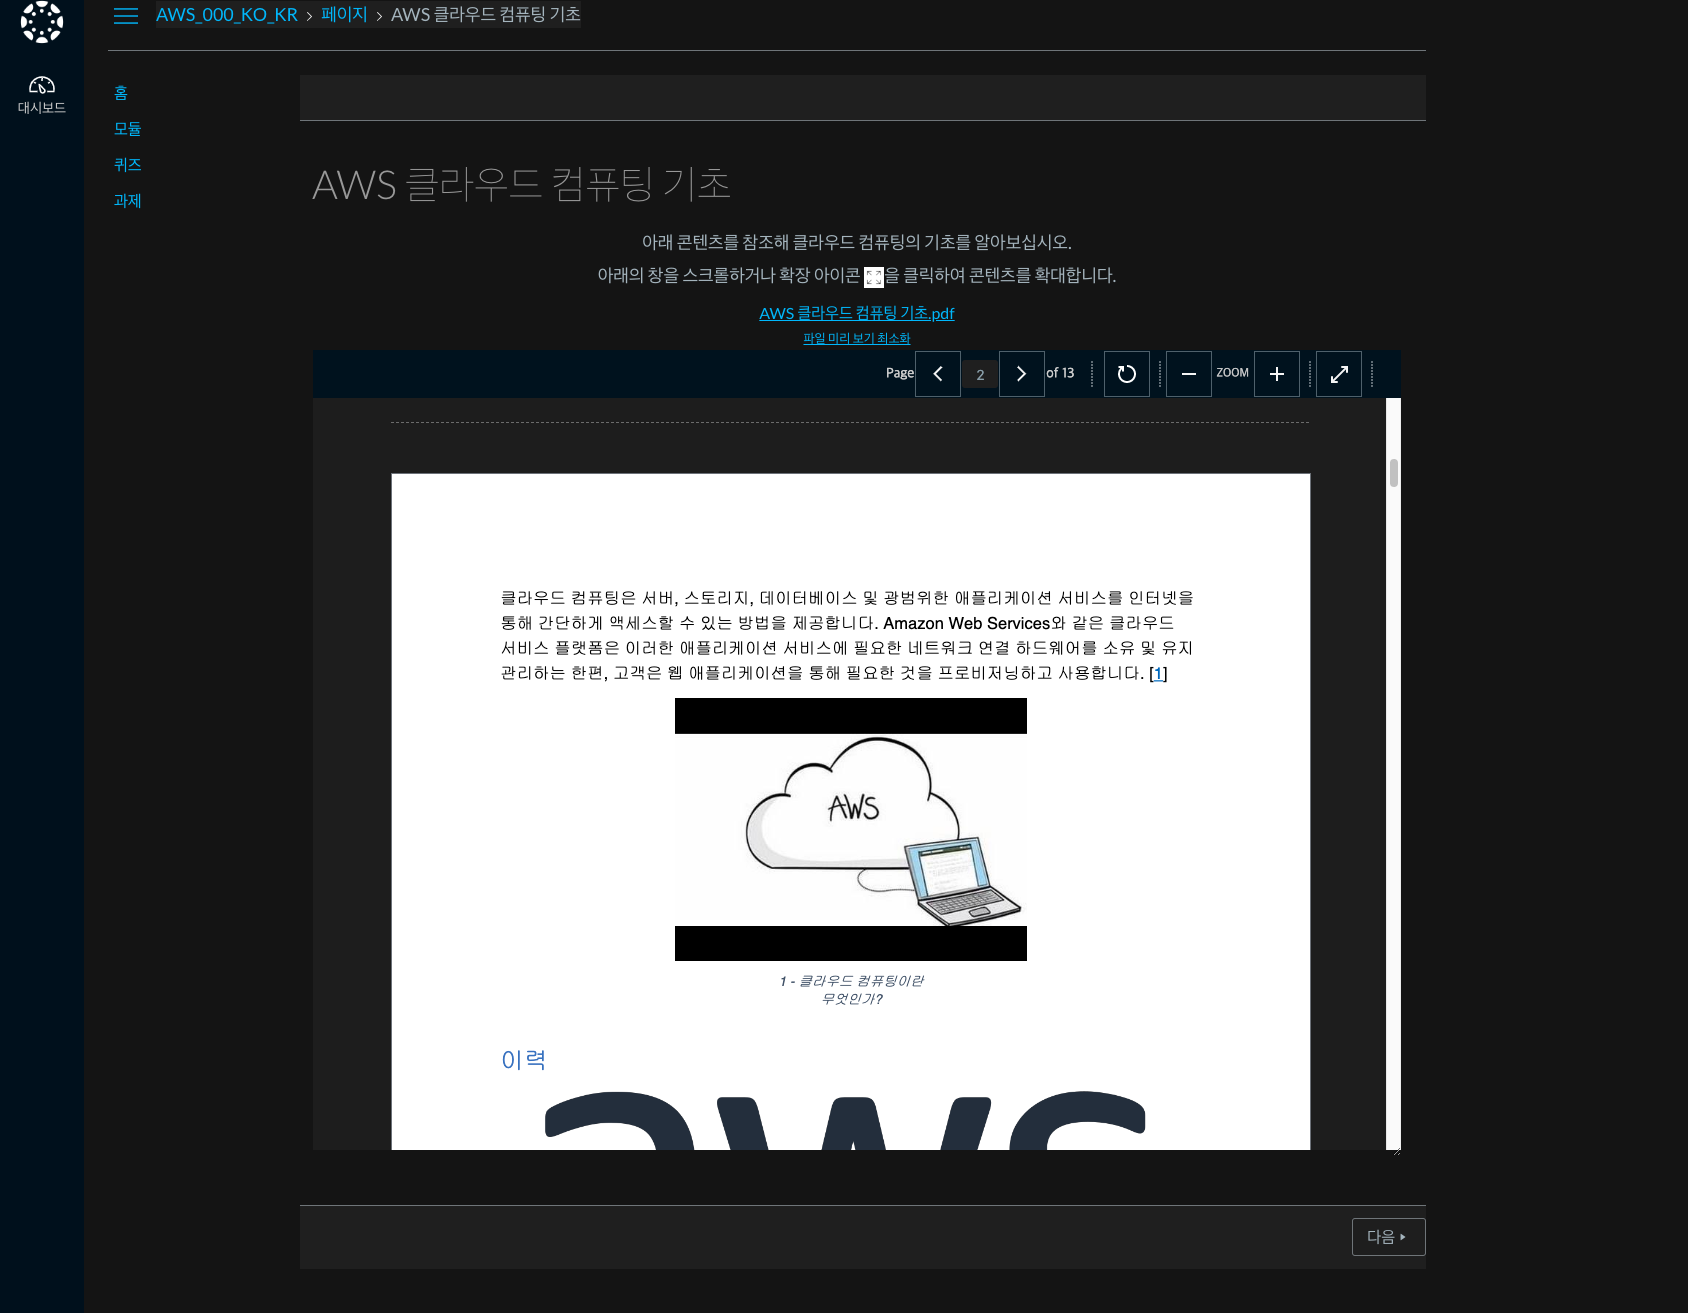 AWS_000_KO_KR > 페이지 > AWS 클라우드 컴퓨팅 기초
대시보드
홈
모듈
퀴즈
과제
AWS 클라우드 컴퓨팅 기초
아래 콘텐츠를 참조해 클라우드 컴퓨팅의 기초를 알아보십시오.
아래의 창을 스크롤하거나 확장 아이콘 을 클릭하여 콘텐츠를 확대합니다.
AWS 클라우드 컴퓨팅 기초.pdf
파일 미리 보기 최소화
Page 2 of 13 ZOOM
클라우드 컴퓨팅은 서버, 스토리지, 데이터베이스 및 광범위한 애플리케이션 서비스를 인터넷을
통해 간단하게 액세스할 수 있는 방법을 제공합니다. Amazon Web Services와 같은 클라우드
서비스 플랫폼은 이러한 애플리케이션 서비스에 필요한 네트워크 연결 하드웨어를 소유 및 유지
관리하는 한편, 고객은 웹 애플리케이션을 통해 필요한 것을 프로비저닝하고 사용합니다. [1]
AWS
1 - 클라우드 컴퓨팅이란
무엇인가?
이력
aws
다음